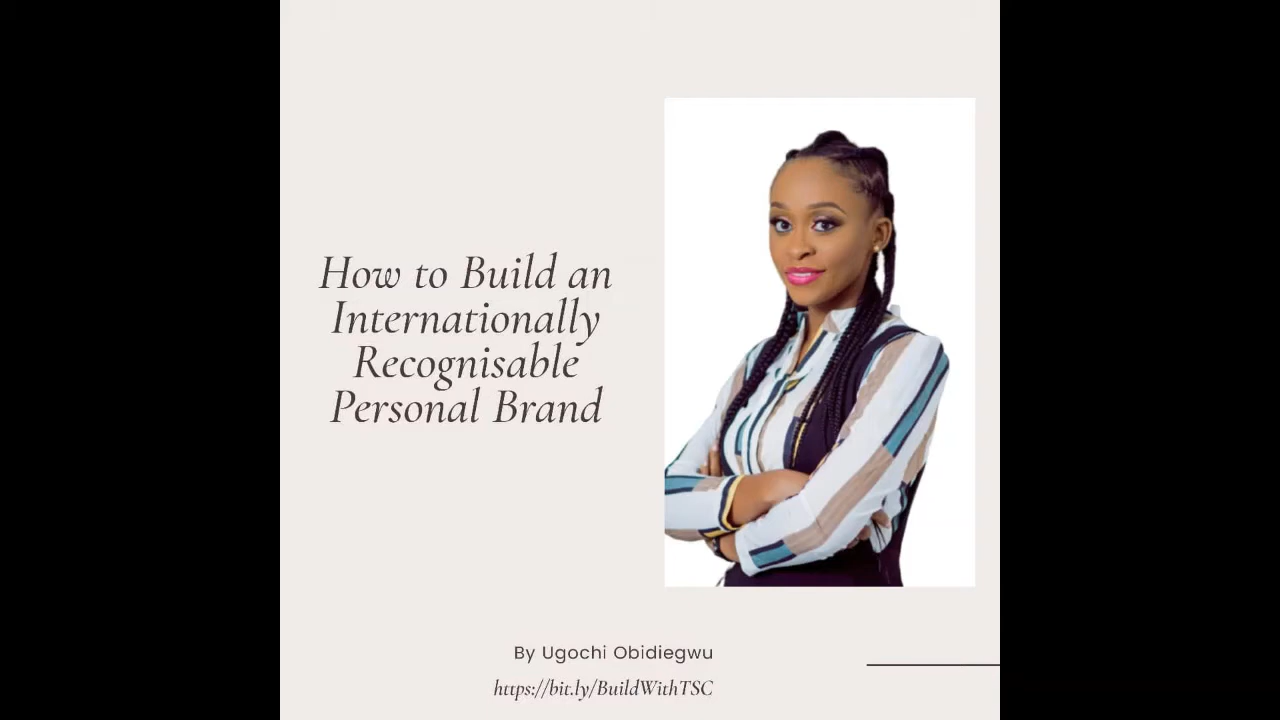 How to Build an
Internationally
Recognisable
Personal Brand
By Ugochi Obidiegwu
https://bit.ly/BuildWithTSC